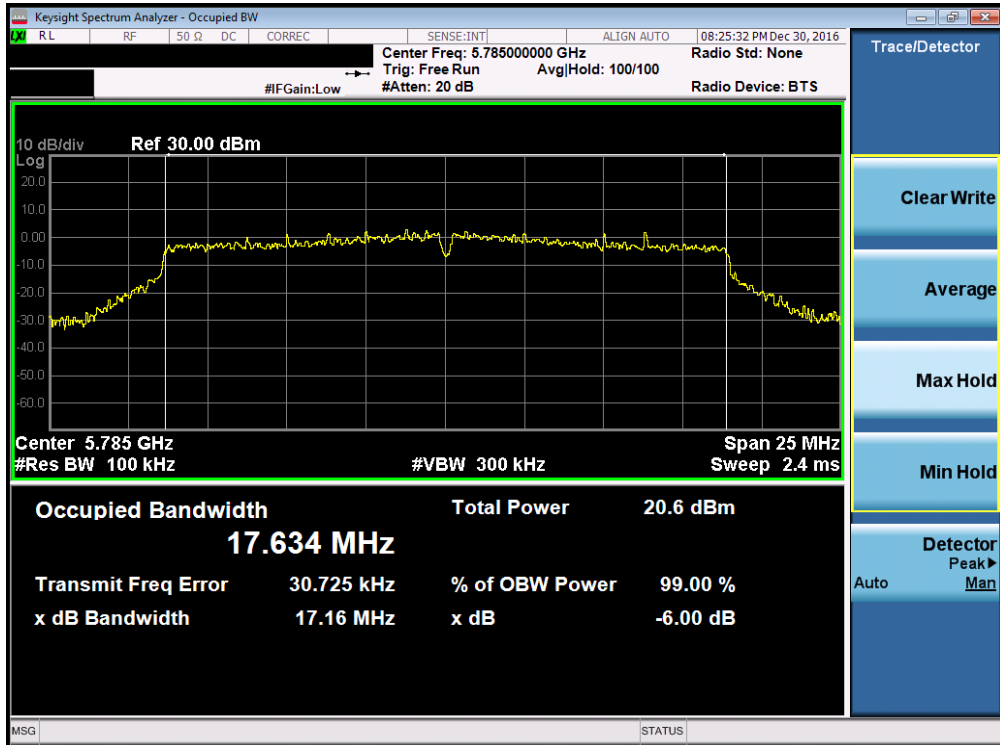 Keysight Spectrum Analyzer - Occupied BW
LXI RL RF 50 Ω DC CORREC SENSE:INT ALIGN AUTO 08:25:32 PM Dec 30, 2016
Center Freq: 5.785000000 GHz Radio Std: None
Trig: Free Run Avg|Hold: 100/100
#IFGain:Low #Atten: 20 dB Radio Device: BTS
Trace/Detector
10 dB/div Ref 30.00 dBm
Log
20.0
10.0
0.00
-10.0
-20.0
-30.0
-40.0
-50.0
-60.0
Center 5.785 GHz Span 25 MHz
#Res BW 100 kHz #VBW 300 kHz Sweep 2.4 ms
Occupied Bandwidth Total Power 20.6 dBm
17.634 MHz
Transmit Freq Error 30.725 kHz % of OBW Power 99.00 %
x dB Bandwidth 17.16 MHz x dB -6.00 dB
Clear Write
Average
Max Hold
Min Hold
Detector
Peak▶
Auto Man
MSG STATUS